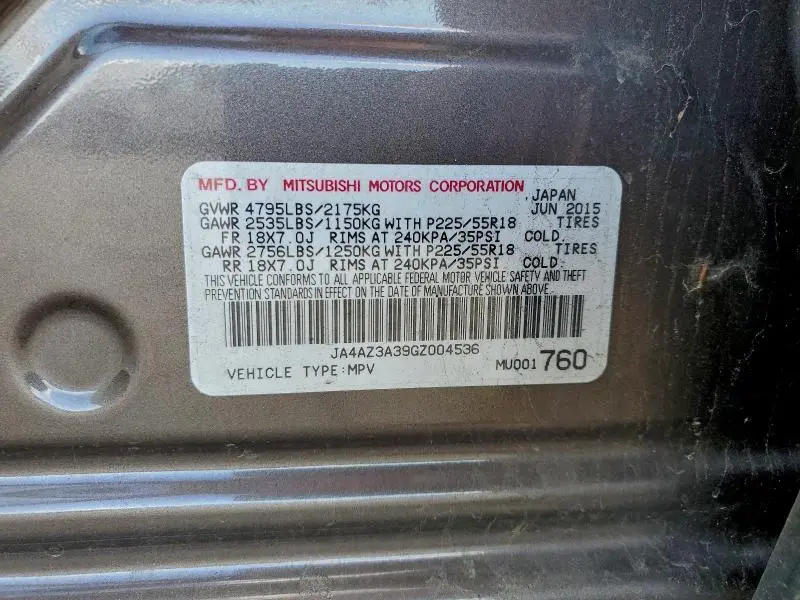 MFD. BY MITSUBISHI MOTORS CORPORATION ,JAPAN
GVWR 4795LBS/2175KG JUN 2015
GAWR 2535LBS/1150KG WITH P225/55R18 TIRES
FR 18X7.0J RIMS AT 240KPA/35PSI COLD.
GAWR 2756LBS/1250KG WITH P225/55R18 TIRES
RR 18X7.0J RIMS AT 240KPA/35PSI COLD.
THIS VEHICLE CONFORMS TO ALL APPLICABLE FEDERAL MOTOR VEHICLE SAFETY AND THEFT
PREVENTION STANDARDS IN EFFECT ON THE DATE OF MANUFACTURE SHOWN ABOVE.
JA4AZ3A39GZ004536
VEHICLE TYPE:MPV MU001760